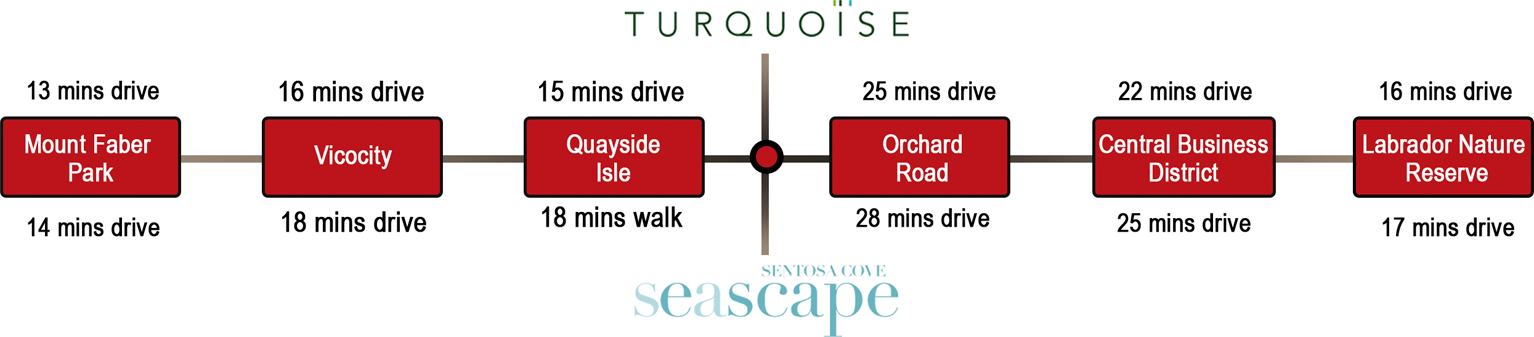 TURQUOÏSE
13 mins drive
16 mins drive
15 mins drive
25 mins drive
22 mins drive
16 mins drive
Mount Faber
Park
Vicocity
Quayside
Isle
Orchard
Road
Central Business
District
Labrador Nature
Reserve
14 mins drive
18 mins drive
18 mins walk
28 mins drive
25 mins drive
17 mins drive
SENTOSA COVE
seascape